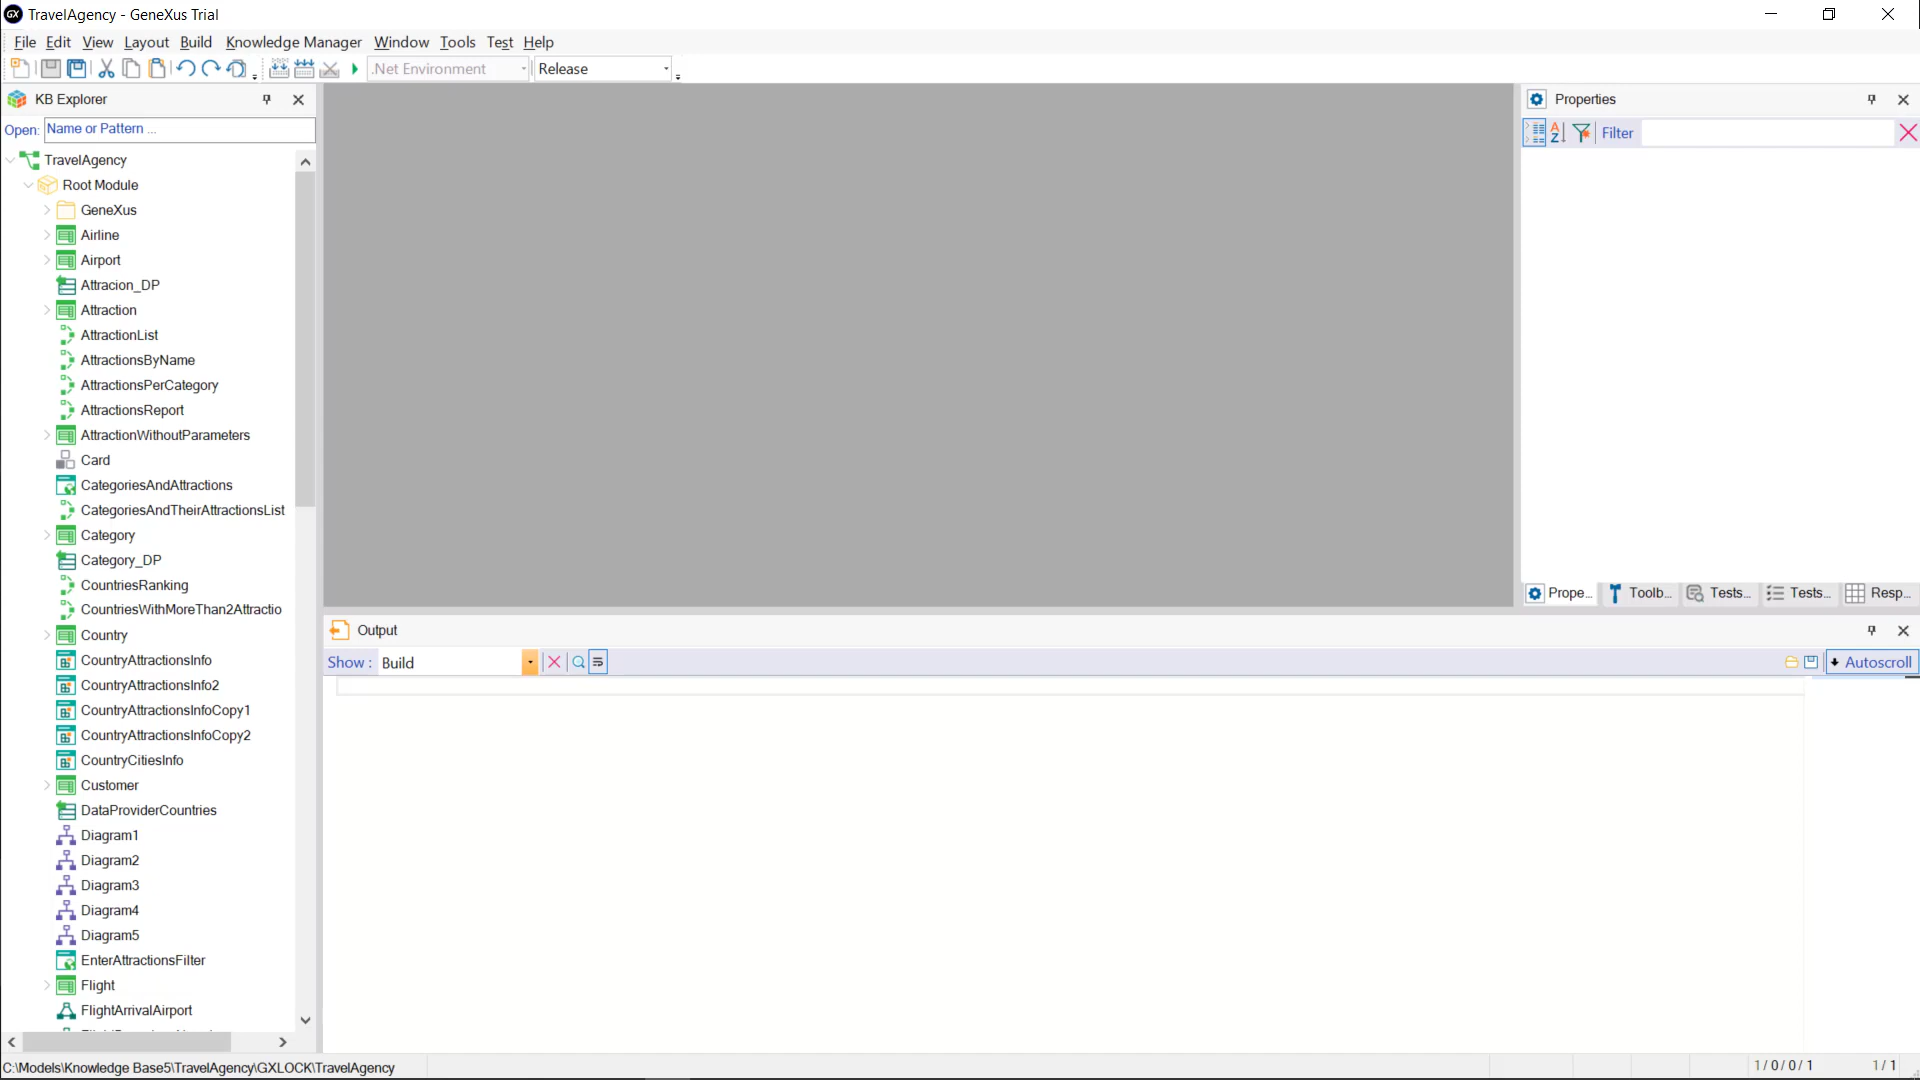 TravelAgency - GeneXus Trial
File Edit View Layout Build Knowledge Manager Window Tools Test Help
.Net Environment Release
KB Explorer
Open: Name or Pattern ...
TravelAgency
Root Module
GeneXus
Airline
Airport
Attracion_DP
Attraction
AttractionList
AttractionsByName
AttractionsPerCategory
AttractionsReport
AttractionWithoutParameters
Card
CategoriesAndAttractions
CategoriesAndTheirAttractionsList
Category
Category_DP
CountriesRanking
CountriesWithMoreThan2Attractio
Country
CountryAttractionsInfo
CountryAttractionsInfo2
CountryAttractionsInfoCopy1
CountryAttractionsInfoCopy2
CountryCitiesInfo
Customer
DataProviderCountries
Diagram1
Diagram2
Diagram3
Diagram4
Diagram5
EnterAttractionsFilter
Flight
FlightArrivalAirport
Properties
Filter
Prope... Toolb... Tests... Tests... Resp...
Output
Show : Build Autoscroll
C:\Models\Knowledge Base5\TravelAgency\GXLOCK\TravelAgency
1 / 0 / 0 / 1 1 / 1